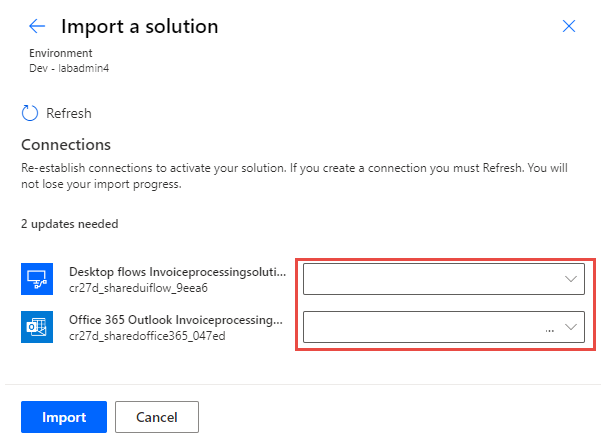 Import a solution
Environment
Dev - labadmin4
Refresh
Connections
Re-establish connections to activate your solution. If you create a connection you must Refresh. You will
not lose your import progress.
2 updates needed
Desktop flows Invoiceprocessingsoluti...
cr27d_shareduiflow_9eea6
Office 365 Outlook Invoiceprocessing...
cr27d_sharedoffice365_047ed
...
Import
Cancel